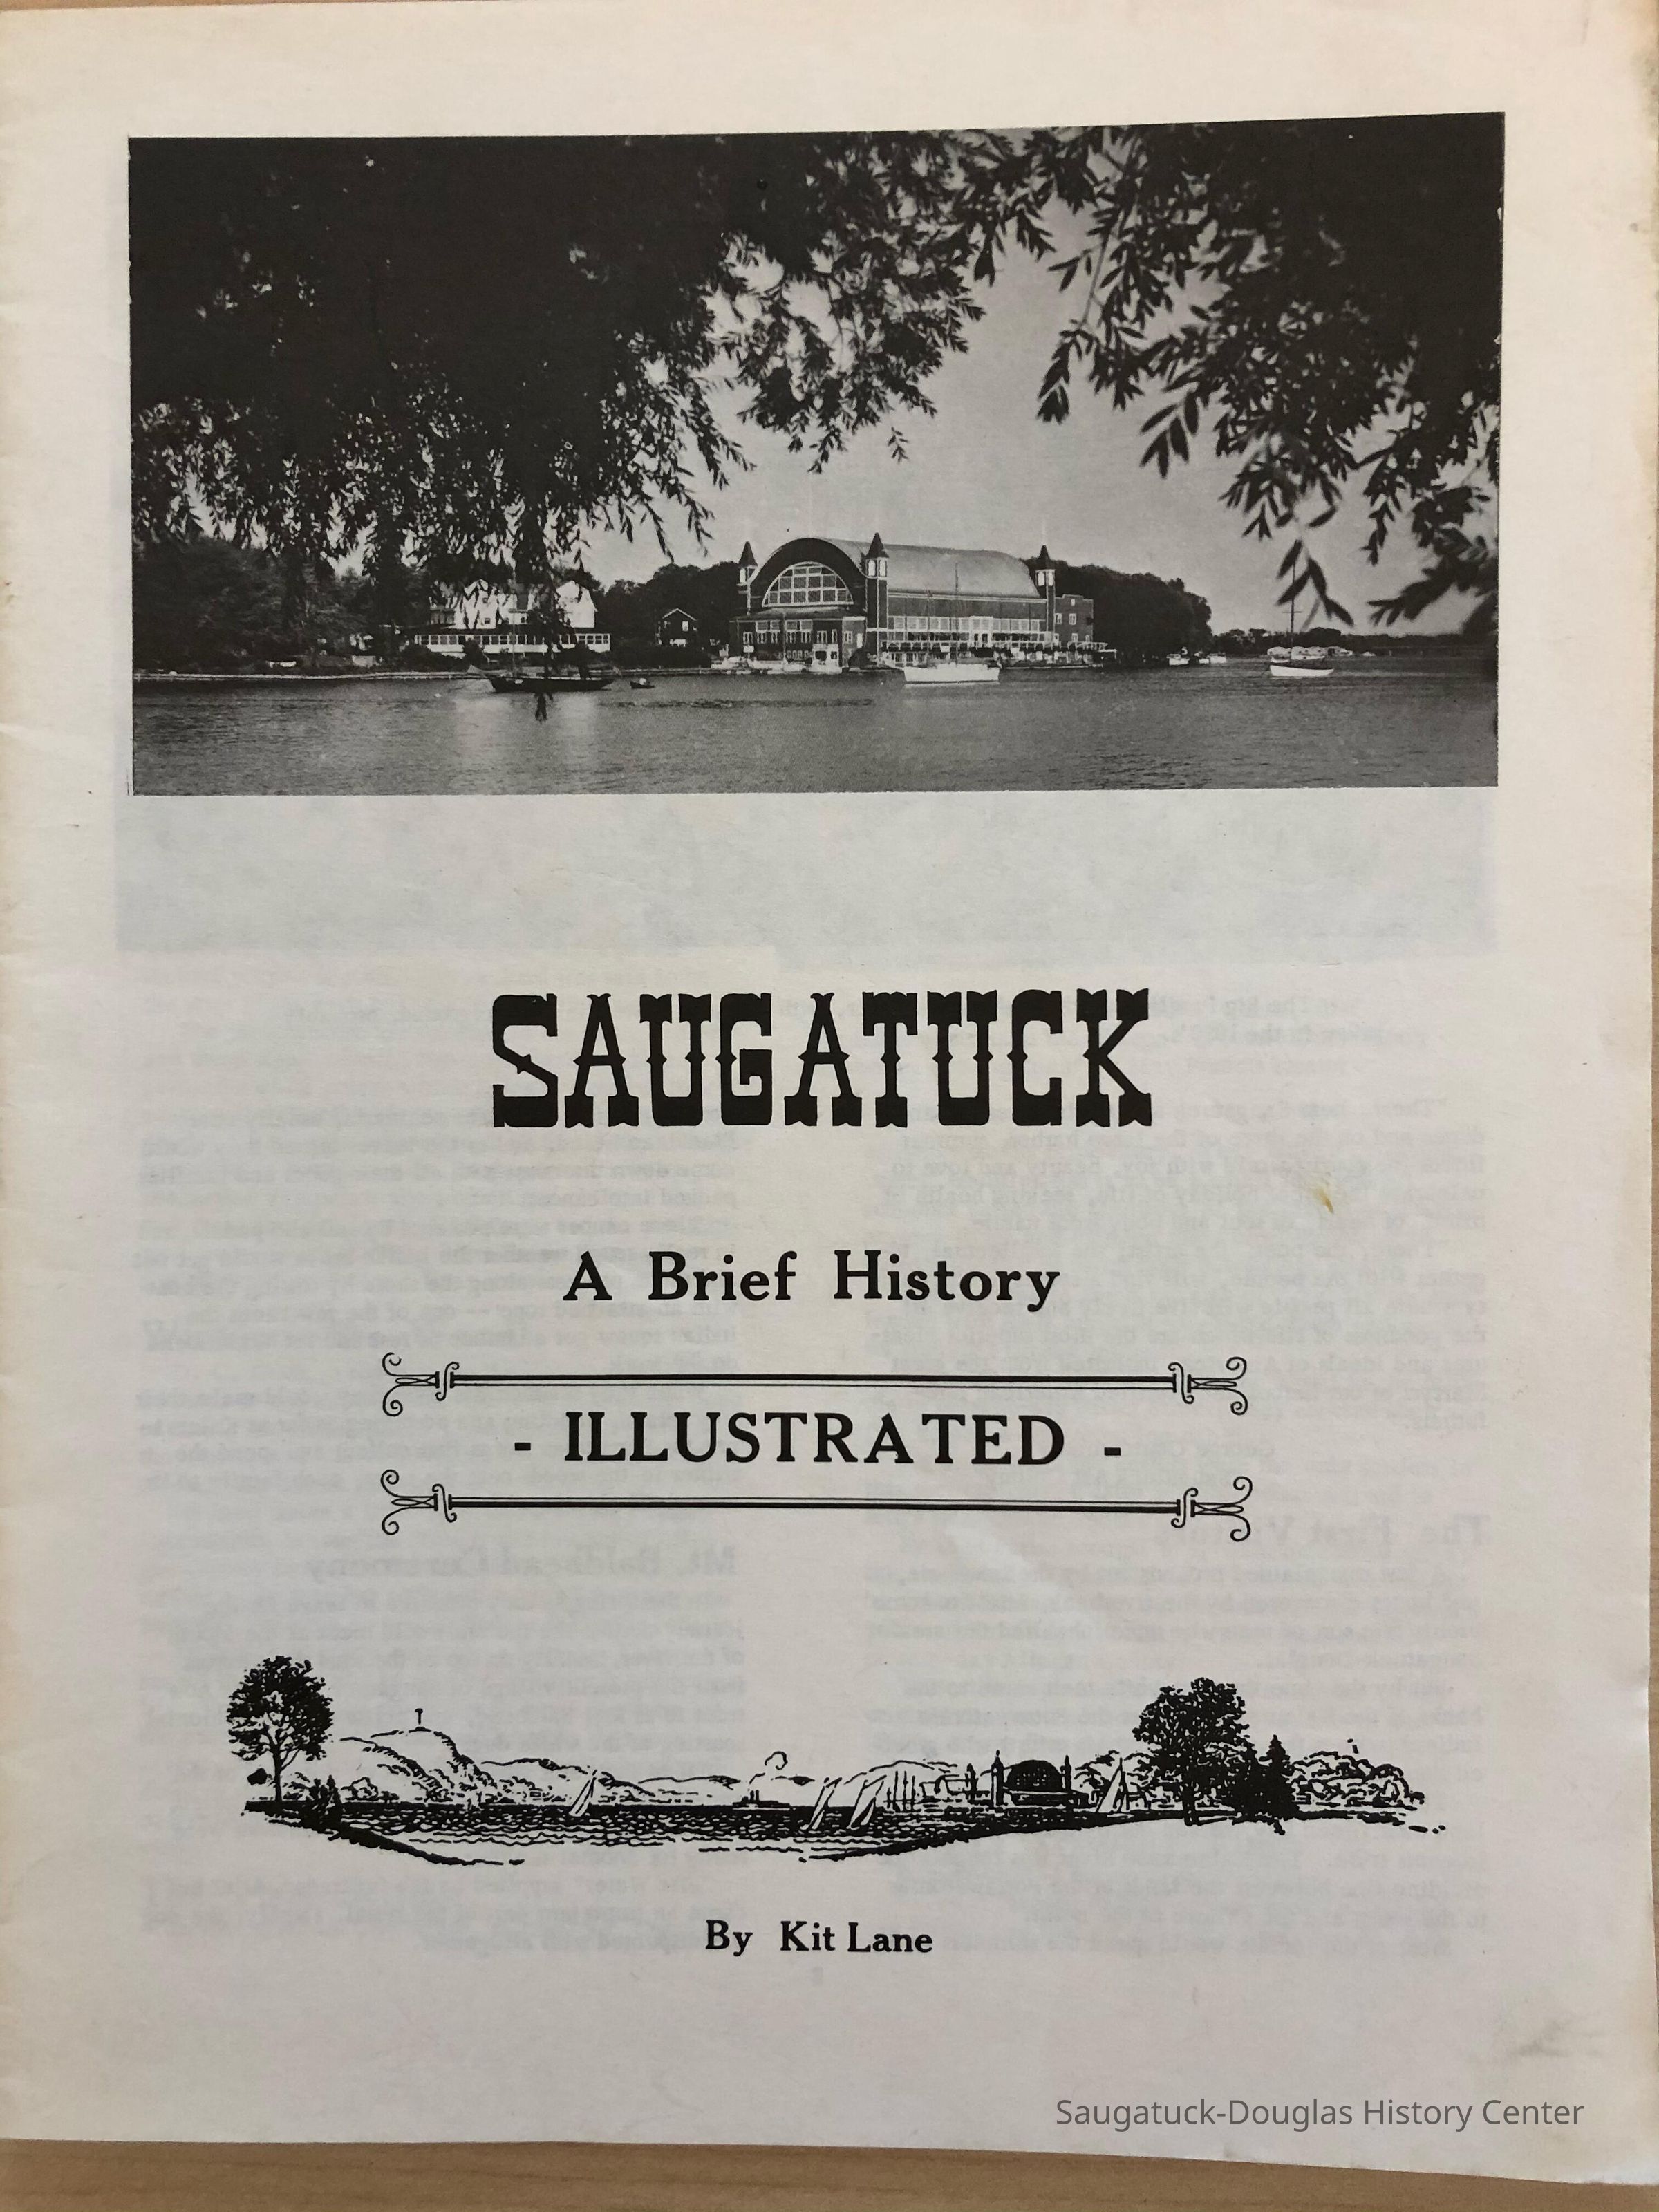 SAUGATUCK
A Brief History
- ILLUSTRATED -
By Kit Lane
Saugatuck-Douglas History Center